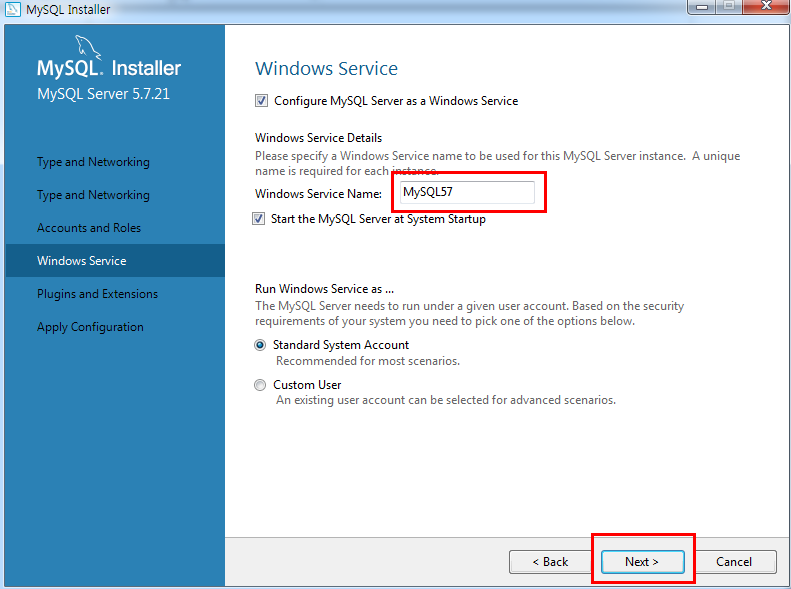 MySQL Installer
MySQL. Installer
MySQL Server 5.7.21
Type and Networking
Type and Networking
Accounts and Roles
Windows Service
Plugins and Extensions
Apply Configuration
Windows Service
Configure MySQL Server as a Windows Service
Windows Service Details
Please specify a Windows Service name to be used for this MySQL Server instance. A unique
name is required for each instance.
Windows Service Name: MySQL57
Start the MySQL Server at System Startup
Run Windows Service as ...
The MySQL Server needs to run under a given user account. Based on the security
requirements of your system you need to pick one of the options below.
Standard System Account
Recommended for most scenarios.
Custom User
An existing user account can be selected for advanced scenarios.
< Back Next > Cancel